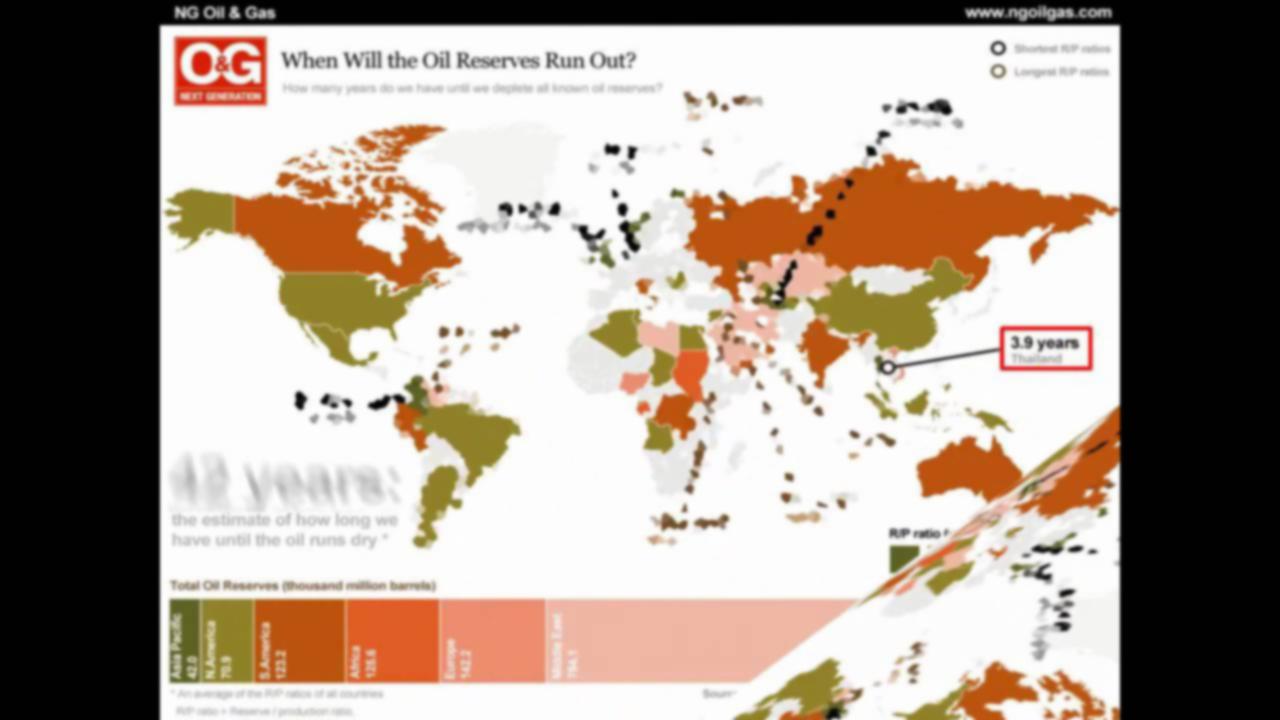 NG Oil & Gas
www.ngoilgas.com
O&G
NEXT GENERATION
When Will the Oil Reserves Run Out?
How many years do we have until we deplete all known oil reserves?
Shortest R/P ratios
Longest R/P ratios
3.9 years
Thailand
years:
the estimate of how long we
have until the oil runs dry *
R/P ratio
Total Oil Reserves (thousand million barrels)
Asia Pacific
42.0
N.America
70.9
S.America
123.2
Africa
125.6
Europe
142.2
Middle East
754.1
* An average of the R/P ratios of all countries
R/P ratio = Reserve / production ratio.